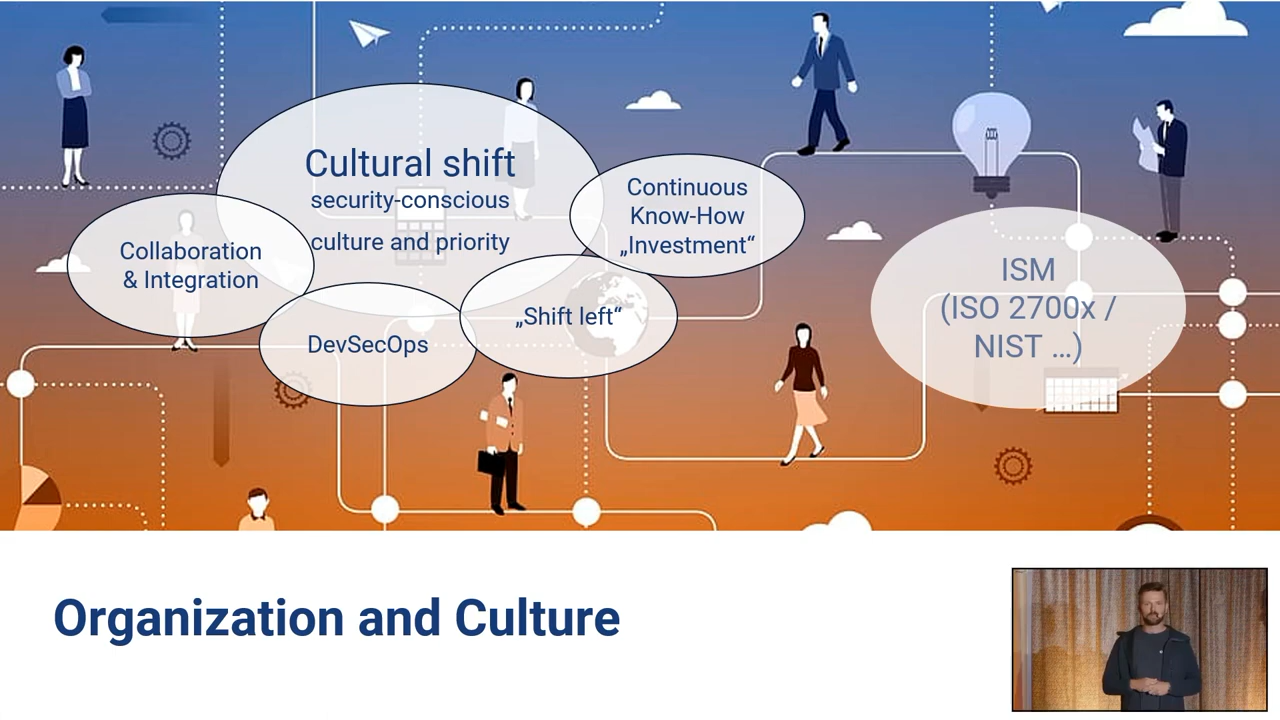 Cultural shift
security-conscious
culture and priority
Collaboration
& Integration
DevSecOps
„Shift left“
Continuous
Know-How
„Investment“
ISM
(ISO 2700x /
NIST ...)
Organization and Culture